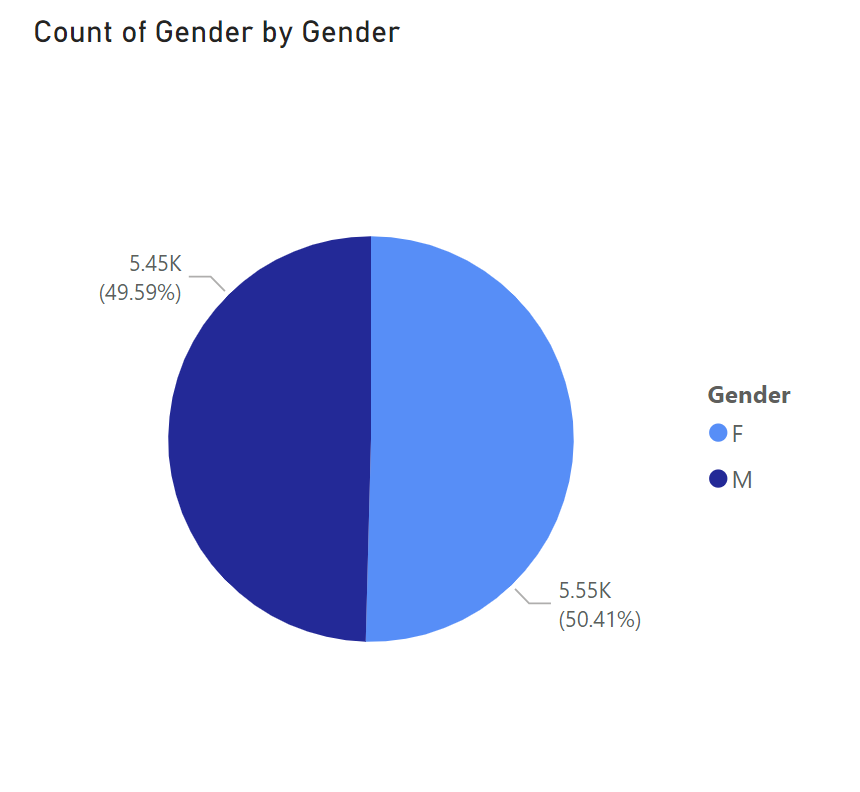 Count of Gender by Gender
5.45K
(49.59%)
Gender
F
M
5.55K
(50.41%)